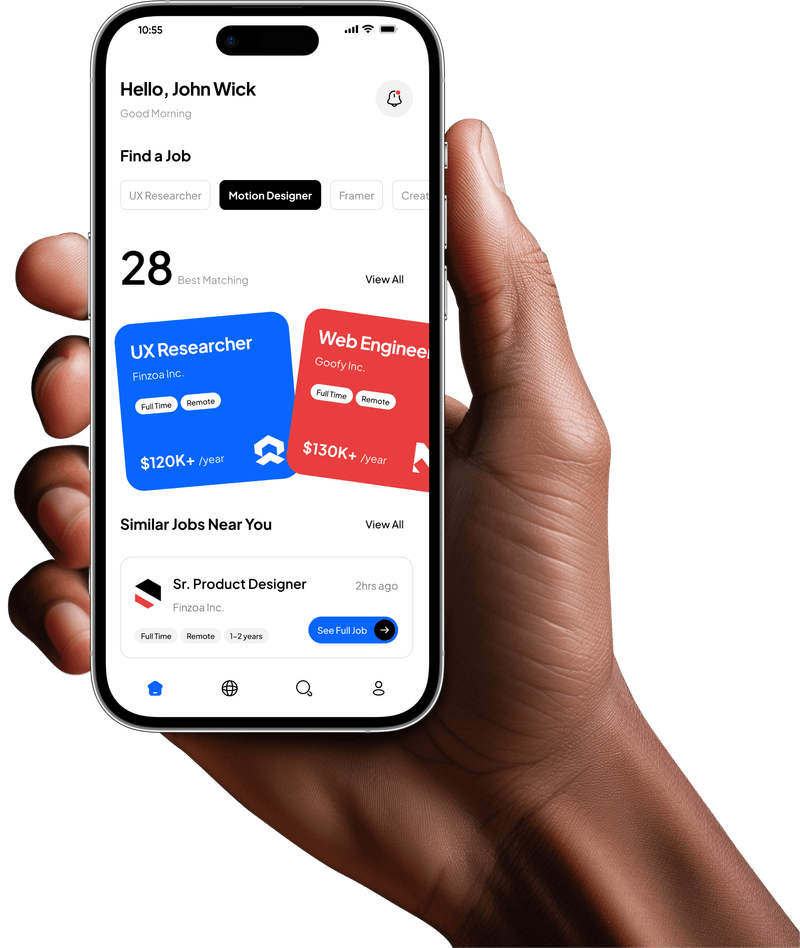 10:55
Hello, John Wick
Good Morning
Find a Job
UX Researcher
Motion Designer
Framer
Creat
28 Best Matching
View All
UX Researcher
Finzoa Inc.
Full Time
Remote
$120K+ /year
Web Engineer
Goofy Inc.
Full Time
Remote
$130K+ /year
Similar Jobs Near You
View All
Sr. Product Designer
2hrs ago
Finzoa Inc.
Full Time
Remote
1-2 years
See Full Job